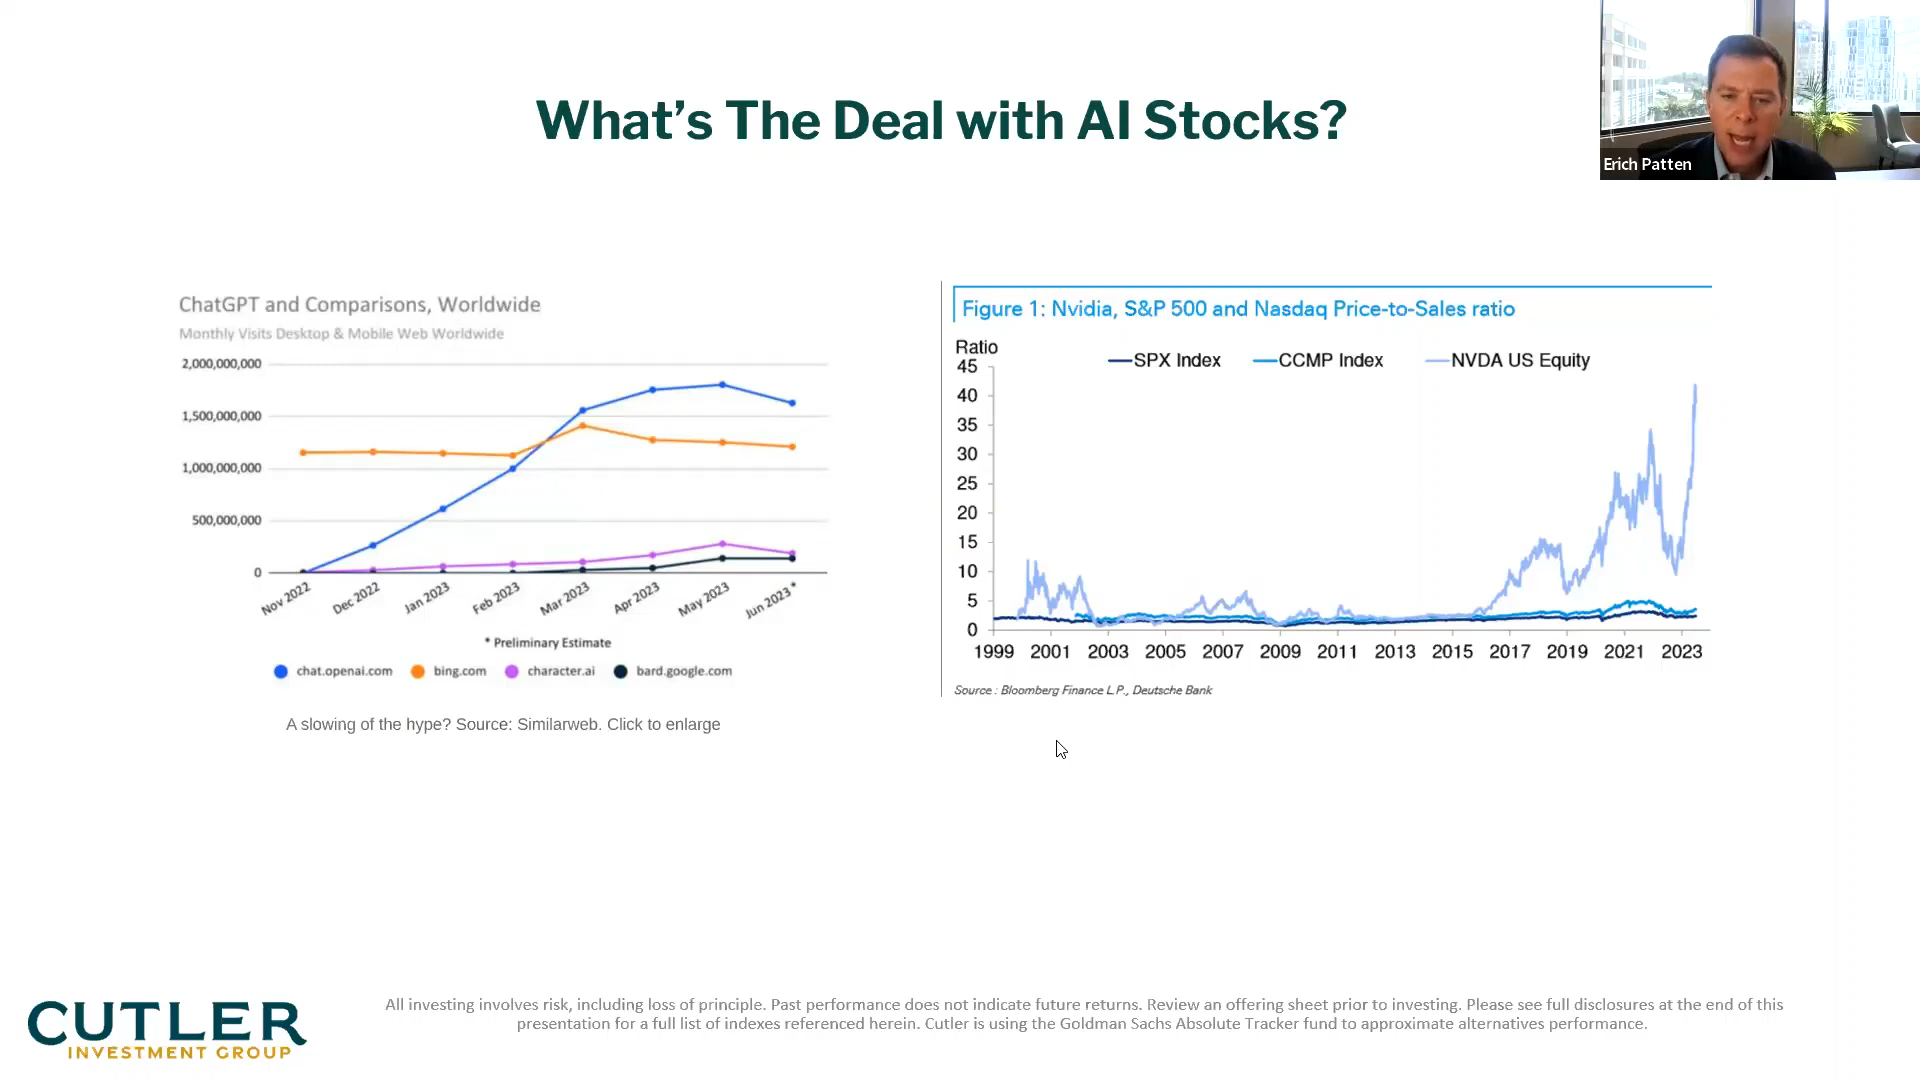 What's The Deal with AI Stocks?
Erich Patten
ChatGPT and Comparisons, Worldwide
Monthly Visits Desktop & Mobile Web Worldwide
2,000,000,000
1,500,000,000
1,000,000,000
500,000,000
0
Nov 2022 Dec 2022 Jan 2023 Feb 2023 Mar 2023 Apr 2023 May 2023 Jun 2023*
* Preliminary Estimate
chat.openai.com bing.com character.ai bard.google.com
A slowing of the hype? Source: Similarweb. Click to enlarge
Figure 1: Nvidia, S&P 500 and Nasdaq Price-to-Sales ratio
Ratio
SPX Index CCMP Index NVDA US Equity
45
40
35
30
25
20
15
10
5
0
1999 2001 2003 2005 2007 2009 2011 2013 2015 2017 2019 2021 2023
Source : Bloomberg Finance L.P., Deutsche Bank
CUTLER
INVESTMENT GROUP
All investing involves risk, including loss of principle. Past performance does not indicate future returns. Review an offering sheet prior to investing. Please see full disclosures at the end of this
presentation for a full list of indexes referenced herein. Cutler is using the Goldman Sachs Absolute Tracker fund to approximate alternatives performance.